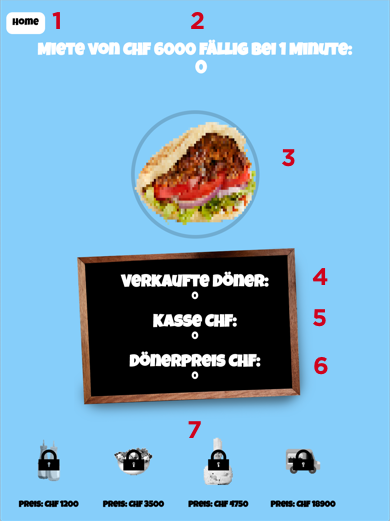 Home 1 2
Miete von CHF 6000 fällig bei 1 Minute:
0
3
Verkaufte Döner: 4
0
Kasse CHF: 5
0
Dönerpreis CHF: 6
0
7
Preis: CHF 1200 Preis: CHF 3500 Preis: CHF 4750 Preis: CHF 18900